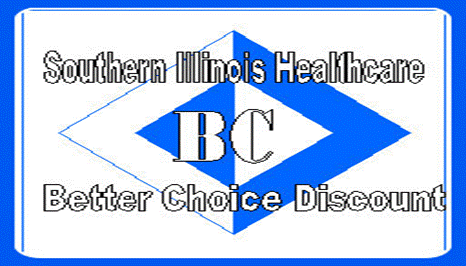 Southern Illinois Healthcare
BC
Better Choice Discount